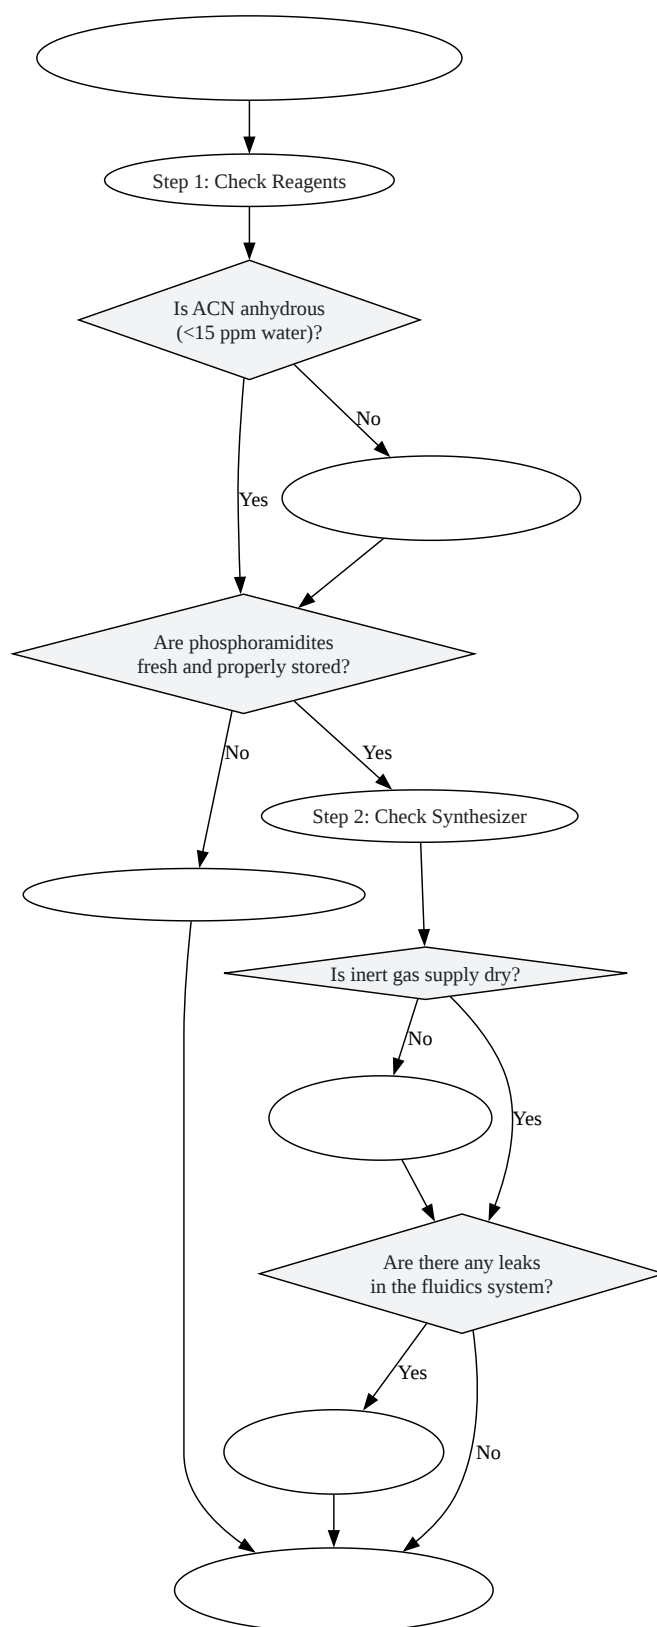 Step 1: Check Reagents
Is ACN anhydrous
(<15 ppm water)?
No
Yes
Are phosphoramidites
fresh and properly stored?
No
Yes
Step 2: Check Synthesizer
Is inert gas supply dry?
No
Yes
Are there any leaks
in the fluidics system?
Yes
No